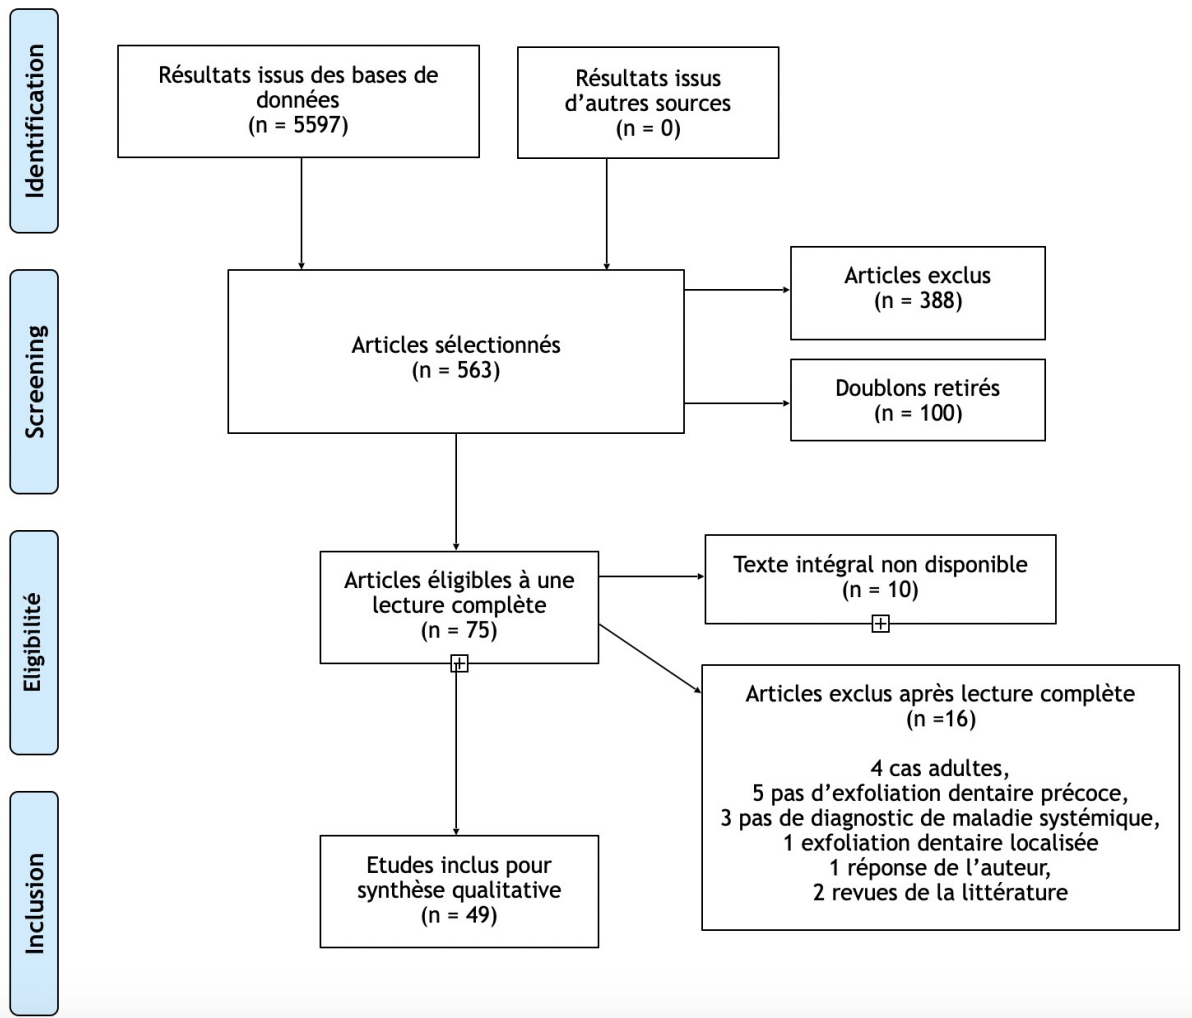 Identification
Résultats issus des bases de
données
(n = 5597)
Résultats issus
d'autres sources
(n = 0)
Screening
Articles sélectionnés
(n = 563)
Articles exclus
(n = 388)
Doublons retirés
(n = 100)
Eligibilité
Articles éligibles à une
lecture complète
(n = 75)
Texte intégral non disponible
(n = 10)
Articles exclus après lecture complète
(n =16)
4 cas adultes,
5 pas d'exfoliation dentaire précoce,
3 pas de diagnostic de maladie systémique,
1 exfoliation dentaire localisée
1 réponse de l'auteur,
2 revues de la littérature
Inclusion
Etudes inclus pour
synthèse qualitative
(n = 49)